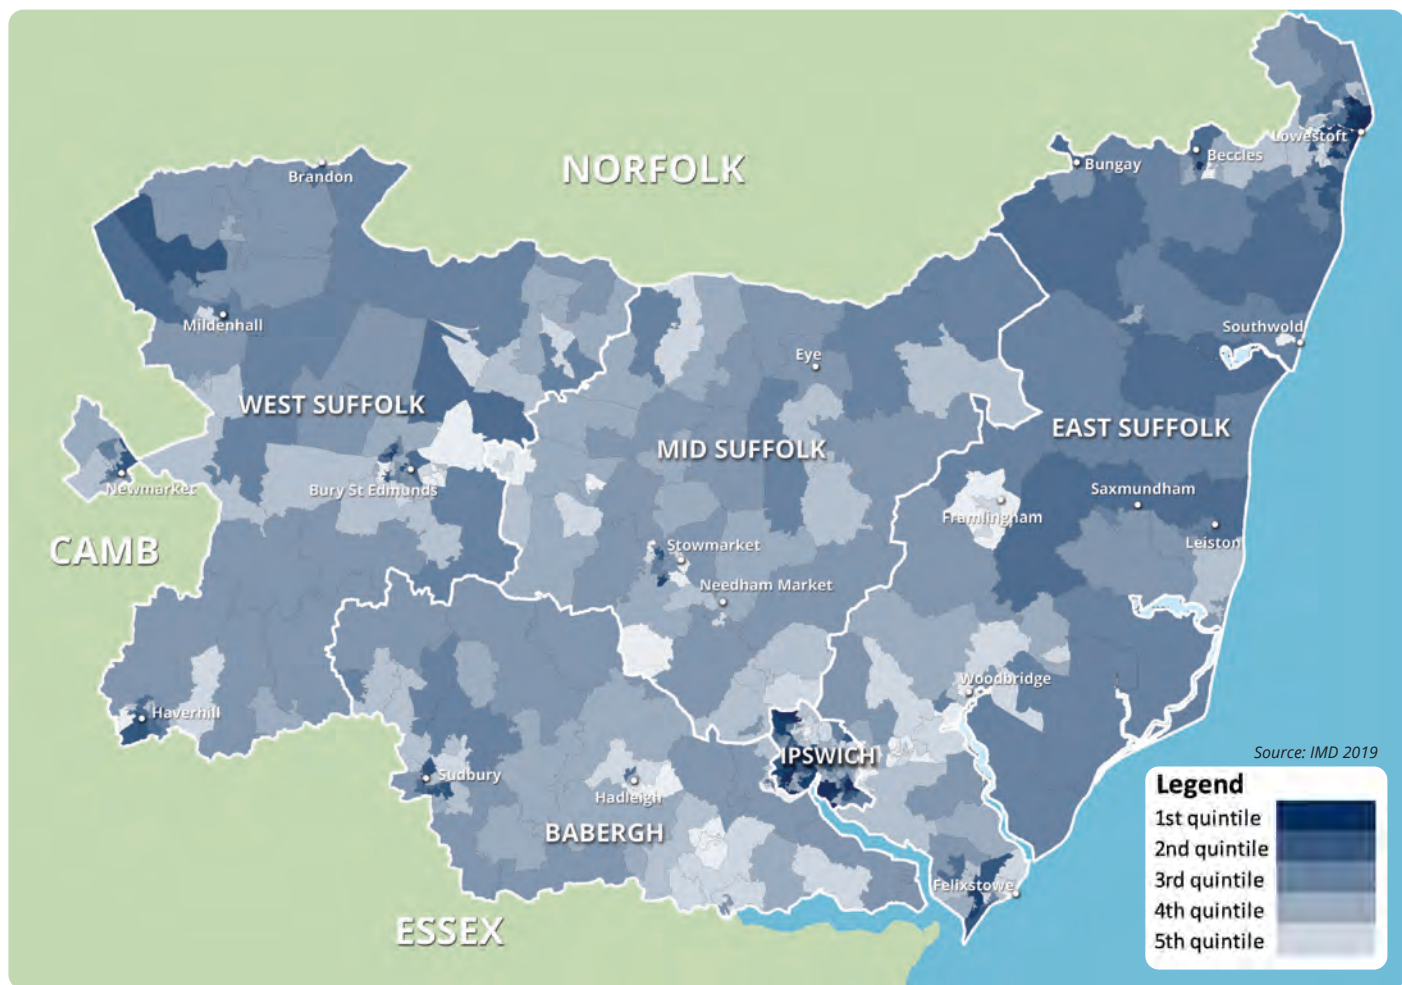 NORFOLK
Lowestoft
Beccles
Bungay
Brandon
Mildenhall
Southwold
Eye
WEST SUFFOLK
MID SUFFOLK
EAST SUFFOLK
Newmarket
Bury St Edmunds
Saxmundham
Framlingham
Leiston
CAMB
Stowmarket
Needham Market
Woodbridge
Haverhill
IPSWICH
Sudbury
Hadleigh
BABERGH
Felixstowe
ESSEX
Source: IMD 2019
Legend
1st quintile
2nd quintile
3rd quintile
4th quintile
5th quintile